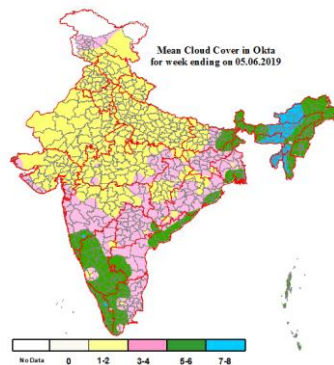 Mean Cloud Cover in Okta
for week ending on 05.06.2019
No Data 0 1-2 3-4 5-6 7-8